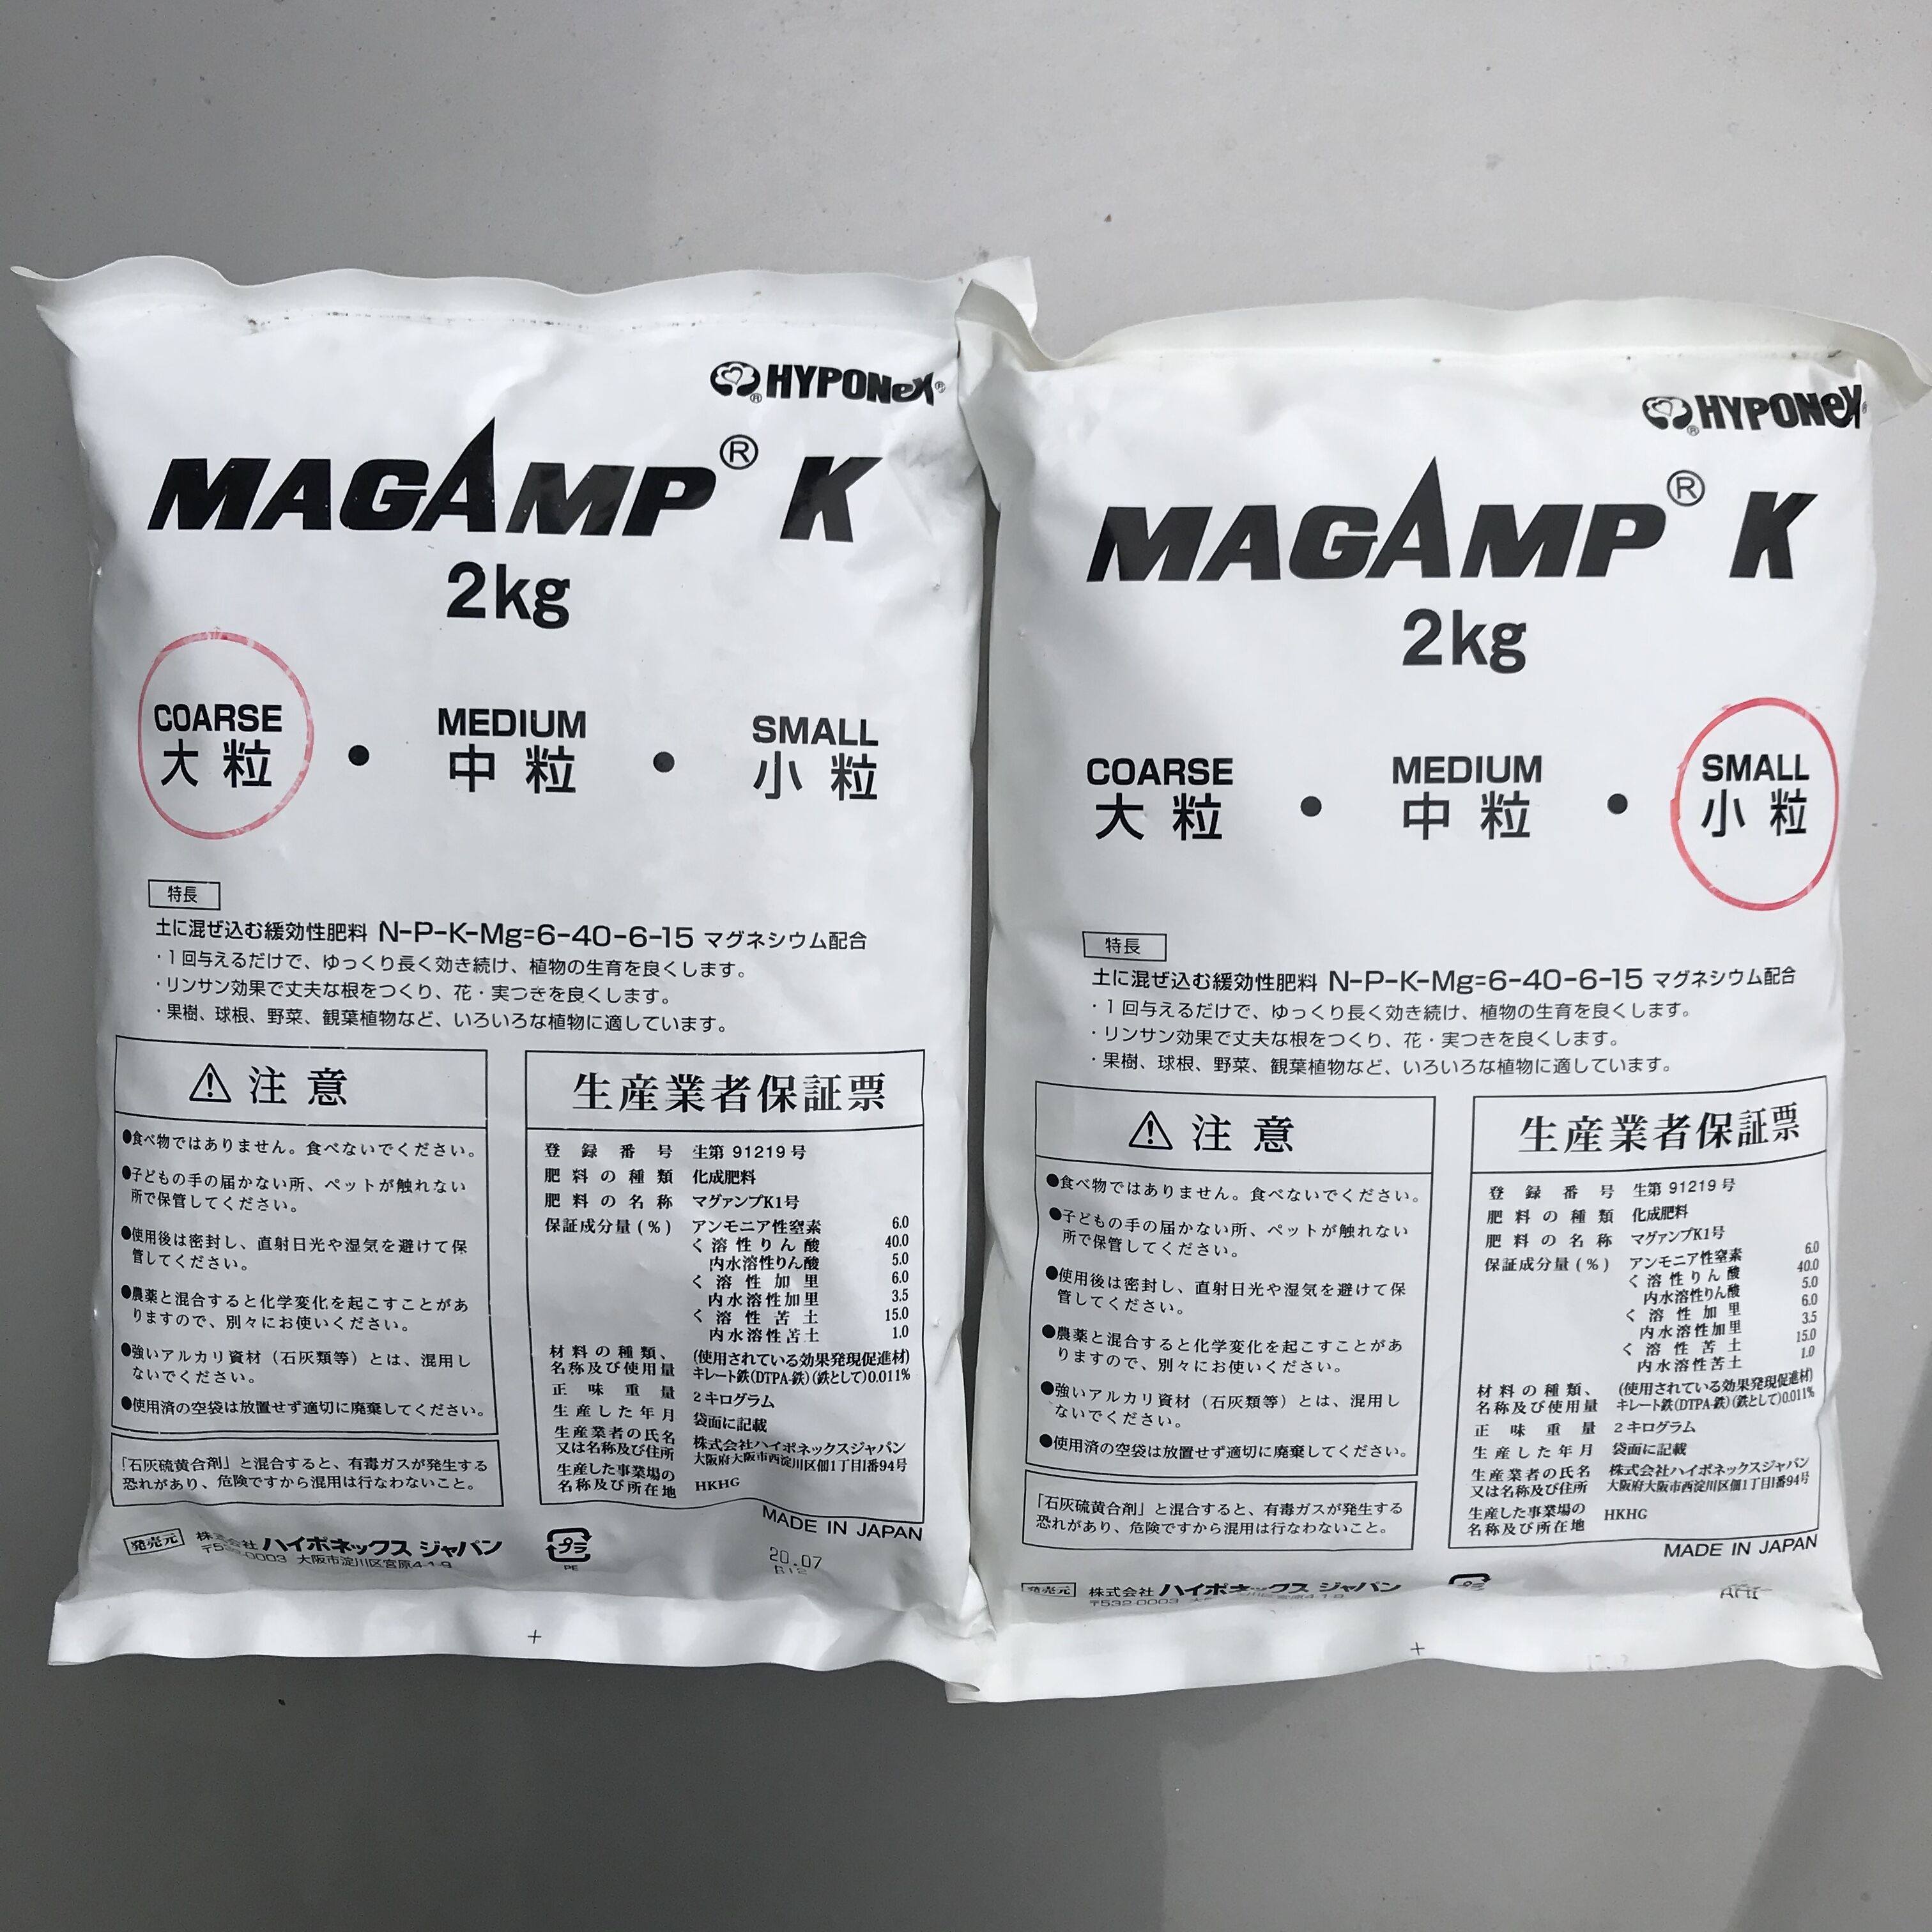 HYPONeX
MAGAMP® K
2kg
COARSE ・ MEDIUM ・ SMALL
大粒 中粒 小粒
特長
土に混ぜ込む緩効性肥料 N-P-K-Mg=6-40-6-15 マグネシウム配合
・1回与えるだけで、ゆっくり長く効き続け、植物の生育を良くします。
・リンサン効果で丈夫な根をつくり、花・実つきを良くします。
・果樹、球根、野菜、観葉植物など、いろいろな植物に適しています。
注意
●食べ物ではありません。食べないでください。
●子どもの手の届かない所、ペットが触れない
所で保管してください。
●使用後は密封し、直射日光や湿気を避けて保
管してください。
●農薬と混合すると化学変化を起こすことがあ
りますので、別々にお使いください。
●強いアルカリ資材(石灰類等)とは、混用し
ないでください。
●使用済の空袋は放置せず適切に廃棄してください。
「石灰硫黄合剤」と混合すると、有毒ガスが発生する
恐れがあり、危険ですから混用は行なわないこと。
生産業者保証票
登録番号 生第 91219 号
肥料の種類 化成肥料
肥料の名称 マグァンプK1号
保証成分量(%) アンモニア性窒素 6.0
く溶性りん酸 40.0
内水溶性りん酸 5.0
く溶性加里 6.0
内水溶性加里 3.5
く溶性苦土 15.0
内水溶性苦土 1.0
材料の種類、 (使用されている効果発現促進材)
名称及び使用量 キレート鉄(DTPA-鉄)(鉄として)0.011%
正味重量 2キログラム
生産した年月 袋面に記載
生産業者の氏名 株式会社ハイポネックスジャパン
又は名称及び住所 大阪府大阪市西淀川区佃1丁目1番94号
生産した事業場の
名称及び所在地 HKHG
MADE IN JAPAN
発売元 株式会社 ハイポネックス ジャパン
大阪市淀川区宮原4-1-9
プラ
PE
20.07
HYPONeX
MAGAMP® K
2kg
COARSE ・ MEDIUM ・ SMALL
大粒 中粒 小粒
特長
土に混ぜ込む緩効性肥料 N-P-K-Mg=6-40-6-15 マグネシウム配合
・1回与えるだけで、ゆっくり長く効き続け、植物の生育を良くします。
・リンサン効果で丈夫な根をつくり、花・実つきを良くします。
・果樹、球根、野菜、観葉植物など、いろいろな植物に適しています。
注意
●食べ物ではありません。食べないでください。
●子どもの手の届かない所、ペットが触れない
所で保管してください。
●使用後は密封し、直射日光や湿気を避けて保
管してください。
●農薬と混合すると化学変化を起こすことがあ
りますので、別々にお使いください。
●強いアルカリ資材(石灰類等)とは、混用し
ないでください。
●使用済の空袋は放置せず適切に廃棄してください。
「石灰硫黄合剤」と混合すると、有毒ガスが発生する
恐れがあり、危険ですから混用は行なわないこと。
生産業者保証票
登録番号 生第 91219 号
肥料の種類 化成肥料
肥料の名称 マグァンプK1号
保証成分量(%) アンモニア性窒素 6.0
く溶性りん酸 40.0
内水溶性りん酸 5.0
く溶性加里 6.0
内水溶性加里 3.5
く溶性苦土 15.0
内水溶性苦土 1.0
材料の種類、 (使用されている効果発現促進材)
名称及び使用量 キレート鉄(DTPA-鉄)(鉄として)0.011%
正味重量 2キログラム
生産した年月 袋面に記載
生産業者の氏名 株式会社ハイポネックスジャパン
又は名称及び住所 大阪府大阪市西淀川区佃1丁目1番94号
生産した事業場の
名称及び所在地 HKHG
MADE IN JAPAN
発売元 株式会社 ハイポネックス ジャパン
〒532-0003